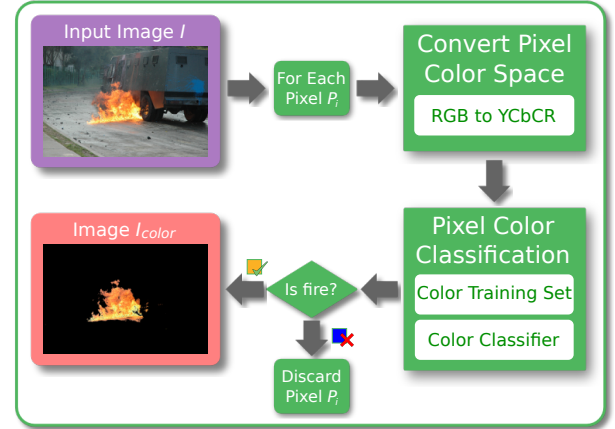 Input Image I
For Each
Pixel Pi
Convert Pixel
Color Space
RGB to YCbCR
Pixel Color
Classification
Color Training Set
Color Classifier
Is fire?
Image Icolor
Discard
Pixel Pi